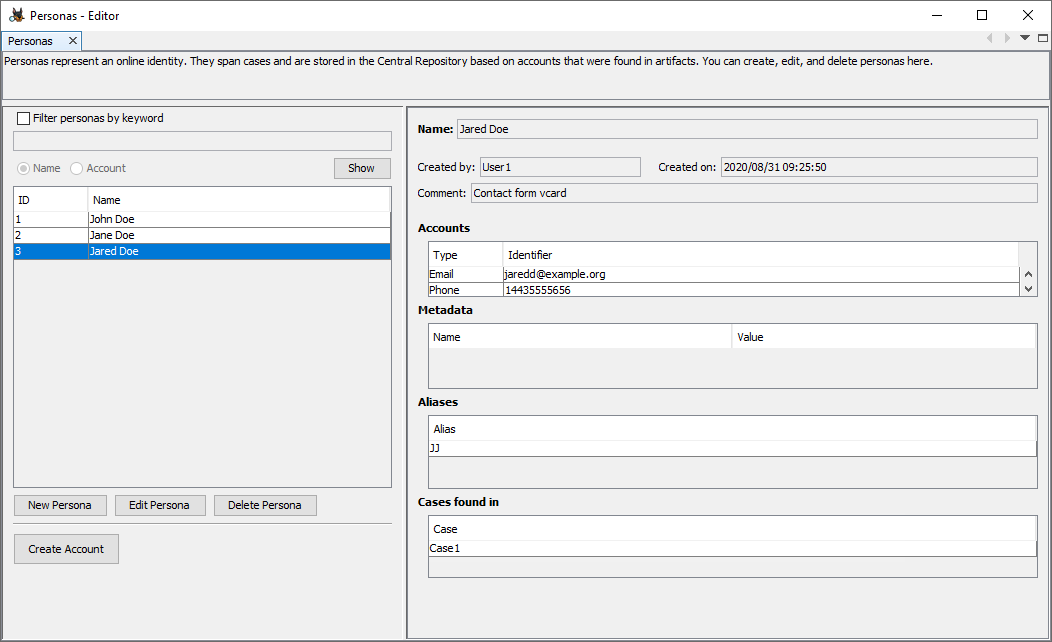 Personas - Editor
Personas
Personas represent an online identity. They span cases and are stored in the Central Repository based on accounts that were found in artifacts. You can create, edit, and delete personas here.
Filter personas by keyword
Name Account Show
ID Name
1 John Doe
2 Jane Doe
3 Jared Doe
New Persona Edit Persona Delete Persona
Create Account
Name: Jared Doe
Created by: User1 Created on: 2020/08/31 09:25:50
Comment: Contact form vcard
Accounts
Type Identifier
Email jaredd@example.org
Phone 14435555656
Metadata
Name Value
Aliases
Alias
JJ
Cases found in
Case
Case1